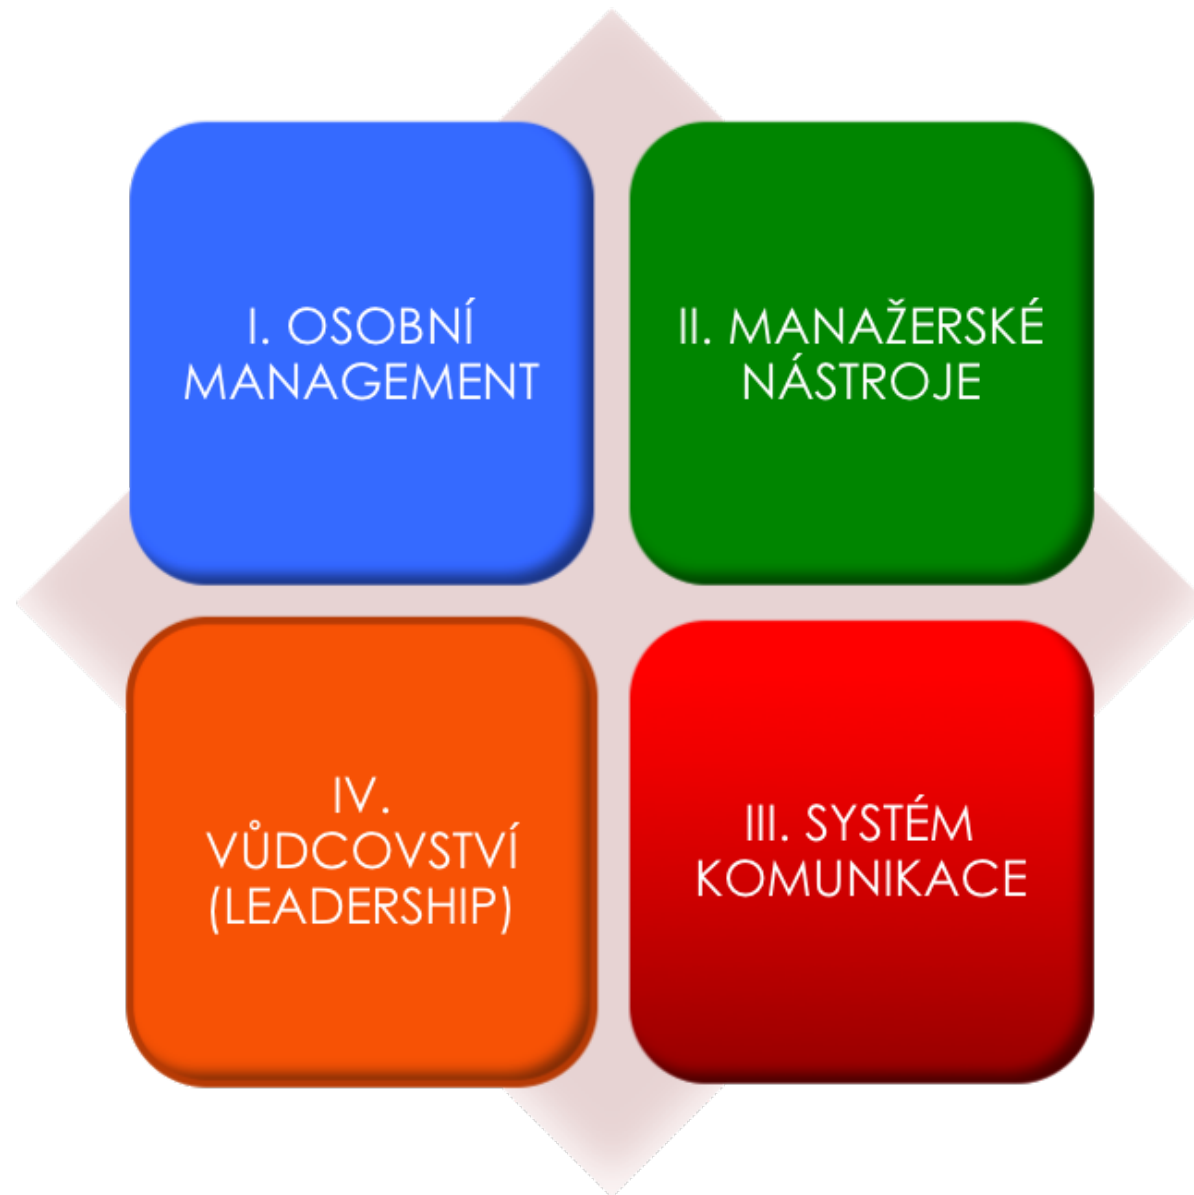 I. OSOBNÍ
MANAGEMENT
II. MANAŽERSKÉ
NÁSTROJE
IV.
VŮDCOVSTVÍ
(LEADERSHIP)
III. SYSTÉM
KOMUNIKACE